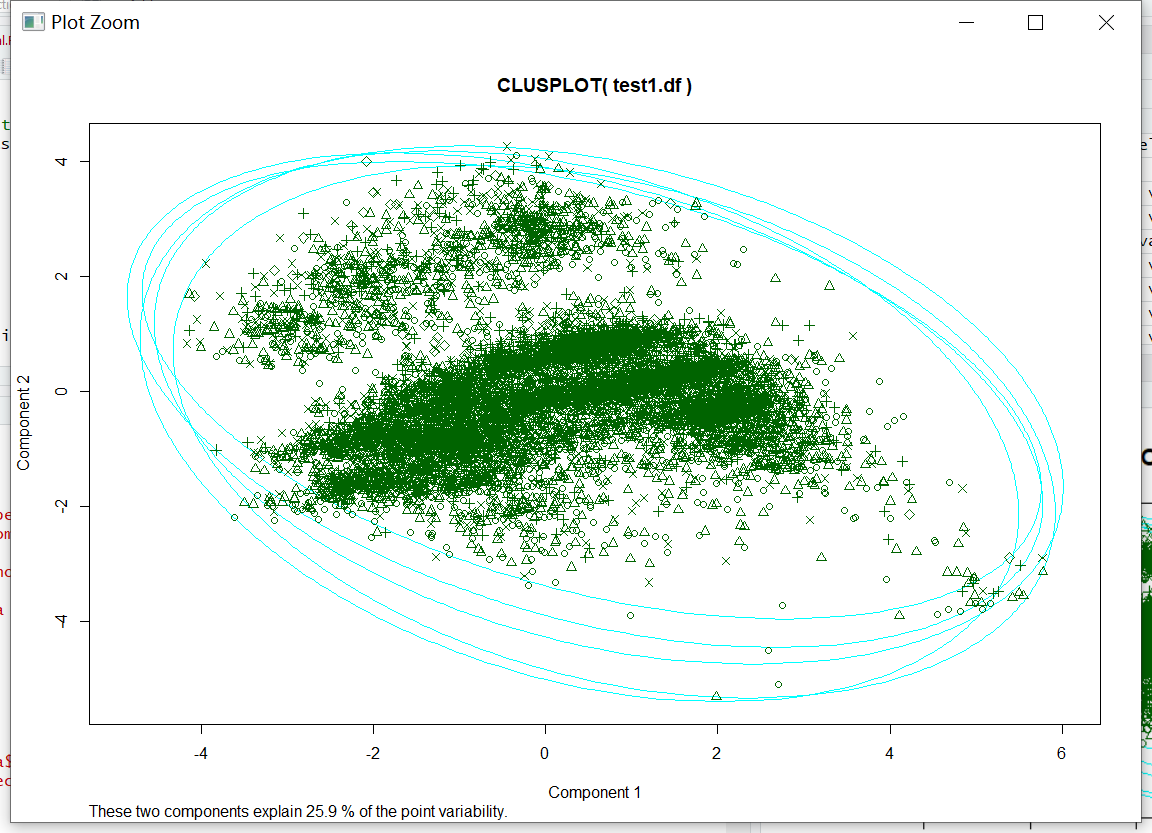 Plot Zoom
CLUSPLOT( test1.df )
4
2
0
-2
-4
Component 2
-4
-2
0
2
4
6
Component 1
These two components explain 25.9 % of the point variability.